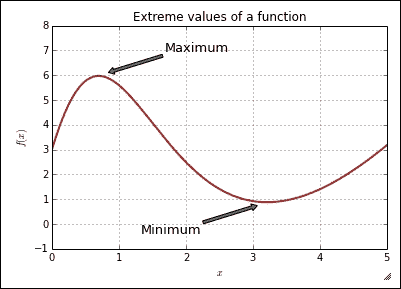 Extreme values of a function
8
7
6
5
4
3
2
1
0
−1
f(x)
Maximum
Minimum
0 1 2 3 4 5
x